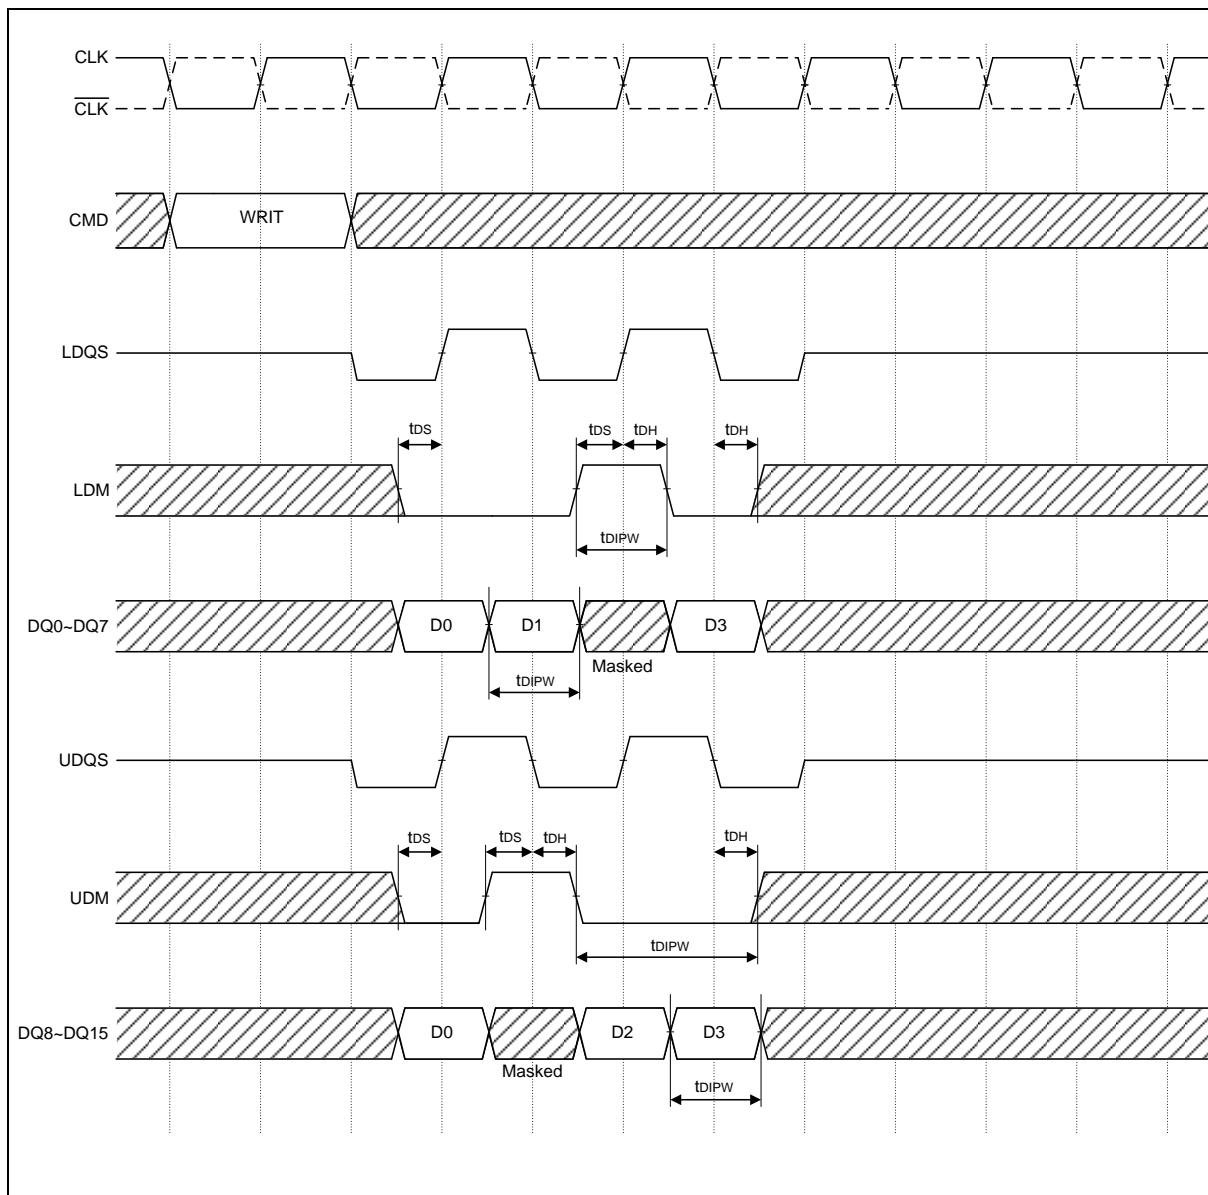 CLK
CLK
CMD
WRIT
LDQS
tDS
tDS
tDH
tDH
LDM
tDIPW
DQ0~DQ7
D0
D1
D3
Masked
tDIPW
UDQS
tDS
tDS
tDH
tDH
UDM
tDIPW
DQ8~DQ15
D0
D2
D3
Masked
tDIPW